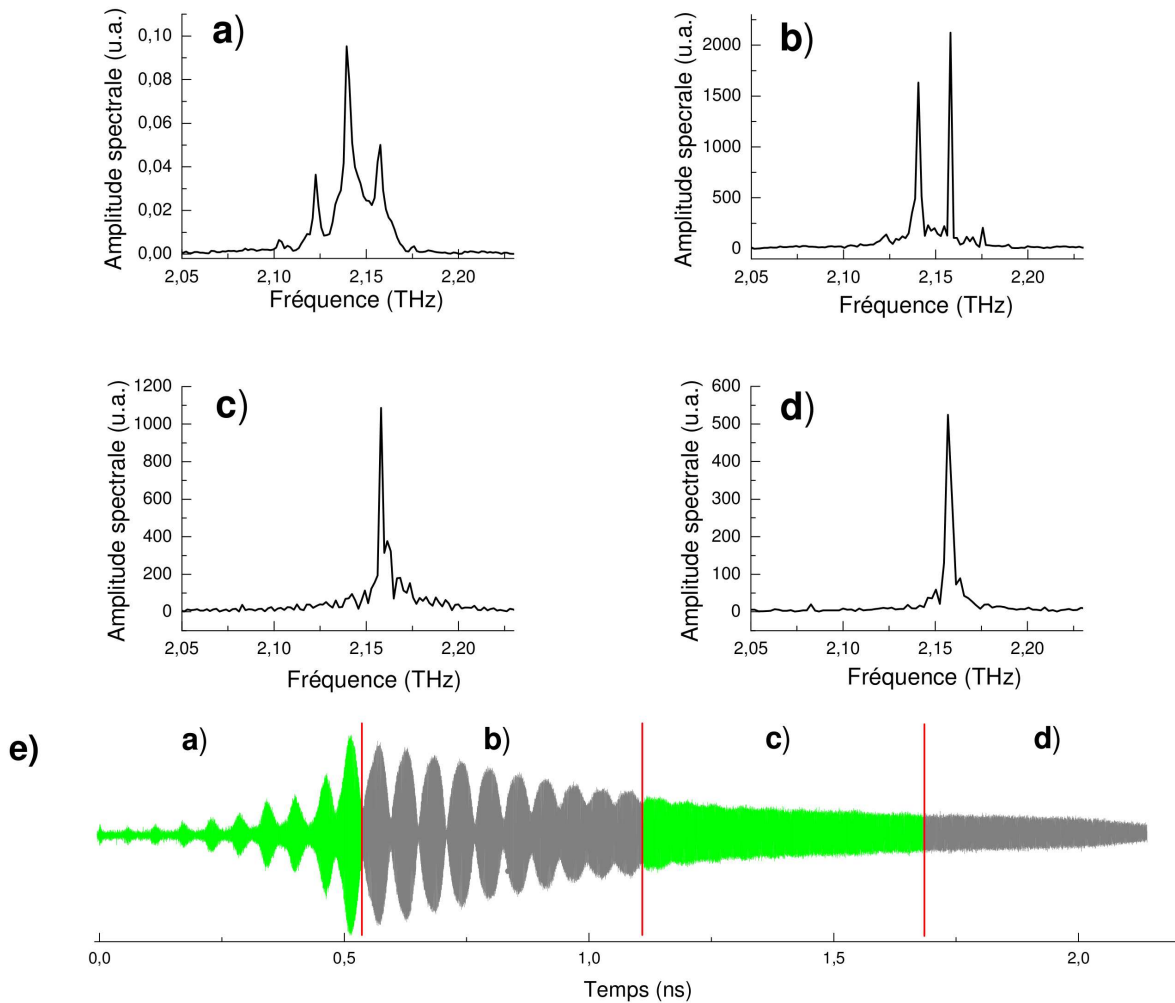 a)
Amplitude spectrale (u.a.)
0,10
0,08
0,06
0,04
0,02
0,00
2,05 2,10 2,15 2,20
Fréquence (THz)
b)
Amplitude specrale (u.a.)
2000
1500
1000
500
0
2,05 2,10 2,15 2,20
Fréquence (THz)
c)
Amplitude spectrale (u.a.)
1200
1000
800
600
400
200
0
2,05 2,10 2,15 2,20
Fréquence (THz)
d)
Amplitude spectrale (u.a.)
600
500
400
300
200
100
0
2,05 2,10 2,15 2,20
Fréquence (THz)
e)
a) b) c) d)
0,0 0,5 1,0 1,5 2,0
Temps (ns)